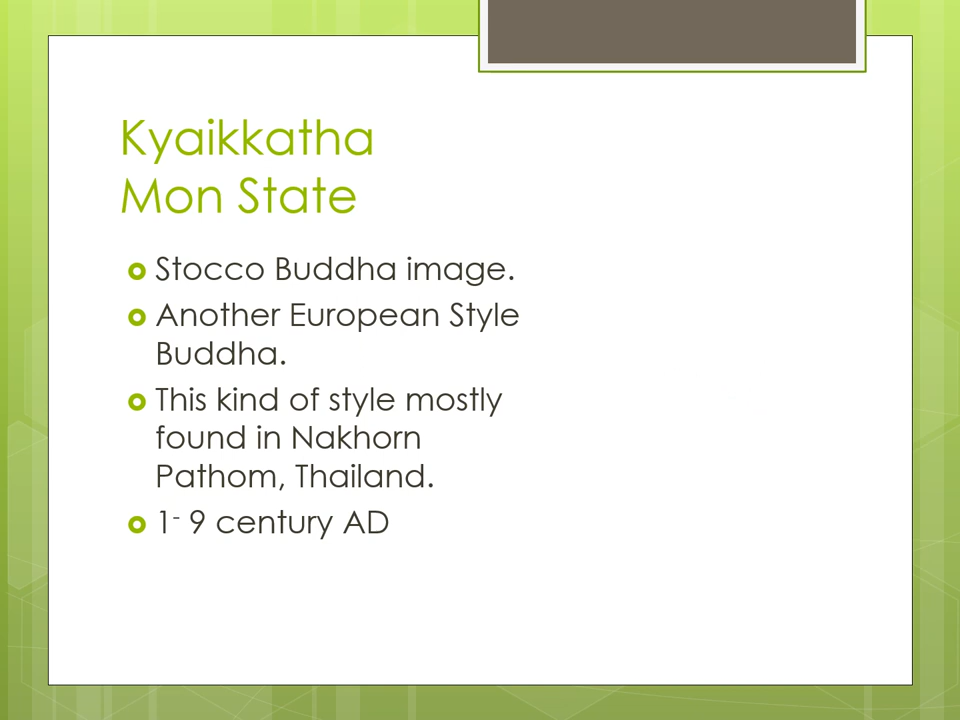 Kyaikkatha
Mon State
Stocco Buddha image.
Another European Style
Buddha.
This kind of style mostly
found in Nakhorn
Pathom, Thailand.
1- 9 century AD